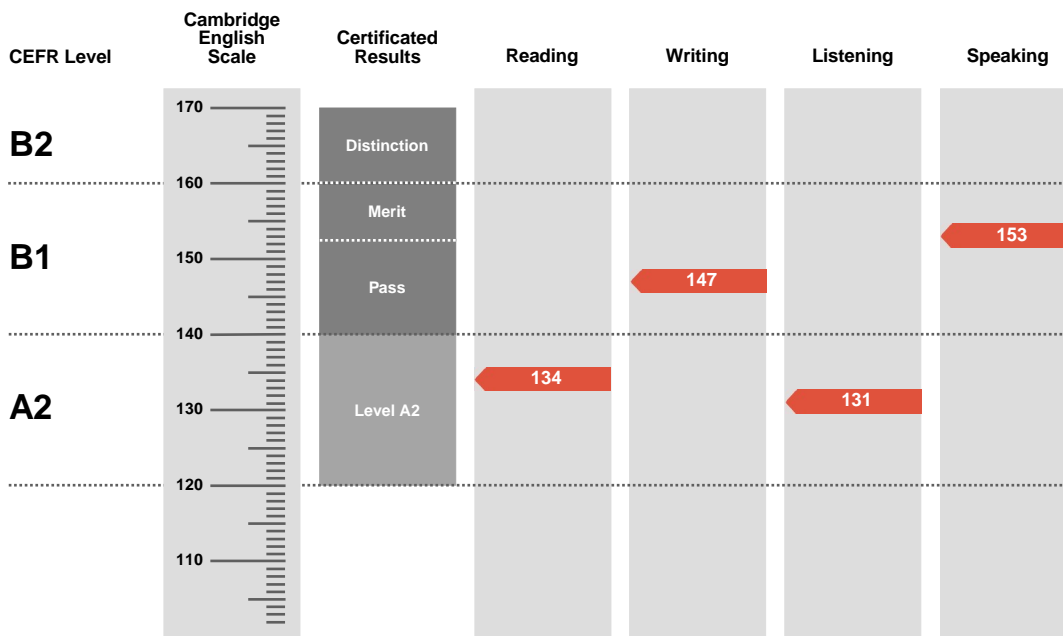 CEFR Level
Cambridge
English
Scale
Certificated
Results
Reading
Writing
Listening
Speaking
170
B2
Distinction
160
Merit
B1
150
153
Pass
147
140
134
A2
130
Level A2
131
120
110